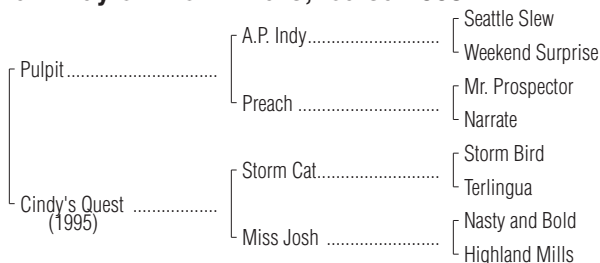 Seattle Slew
A.P. Indy
Weekend Surprise
Pulpit
Mr. Prospector
Preach
Narrate
Storm Bird
Storm Cat
Terlingua
Cindy's Quest
(1995)
Nasty and Bold
Miss Josh
Highland Mills